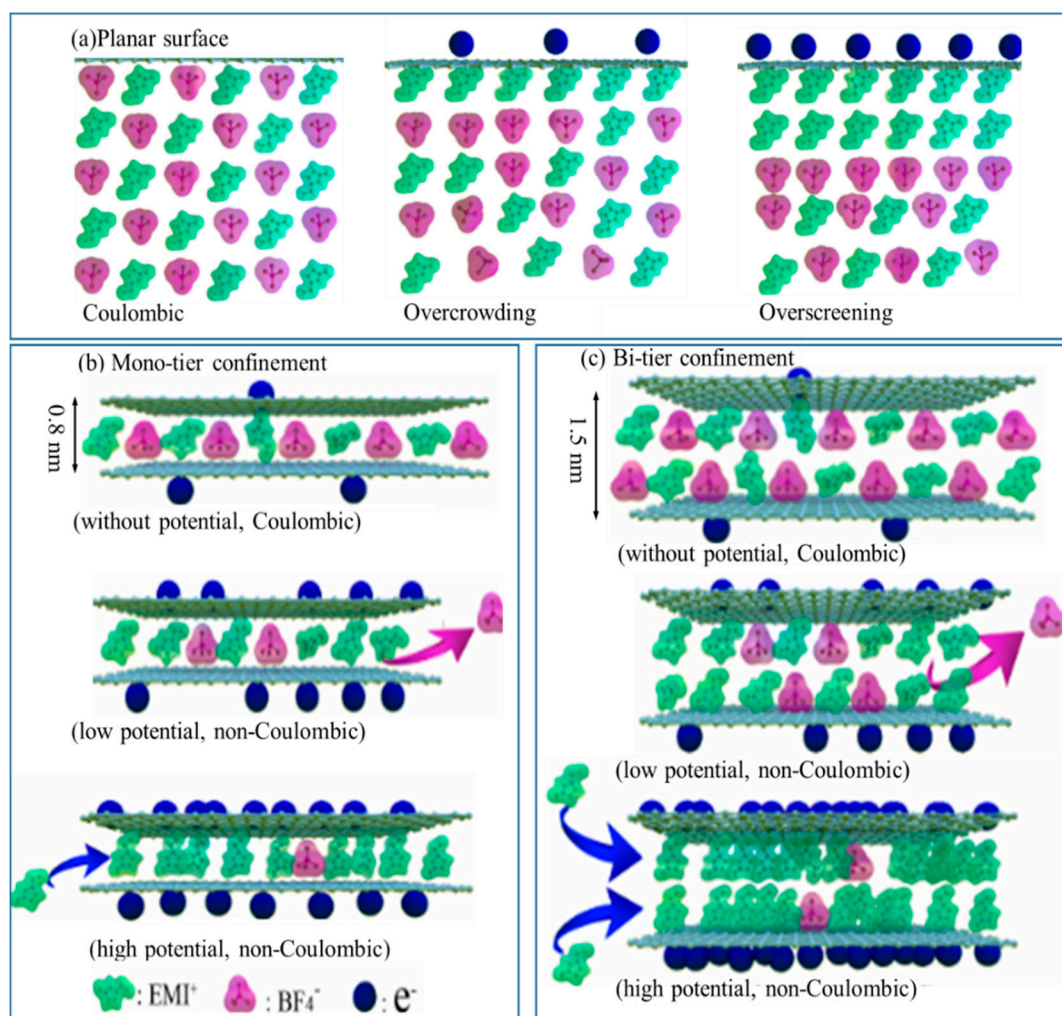 (a)Planar surface
Coulombic
Overcrowding
Overscreening
(b) Mono-tier confinement
0.8 nm
(without potential, Coulombic)
(low potential, non-Coulombic)
(high potential, non-Coulombic)
: EMI⁺ : BF₄⁻ : e⁻
(c) Bi-tier confinement
1.5 nm
(without potential, Coulombic)
(low potential, non-Coulombic)
(high potential, non-Coulombic)